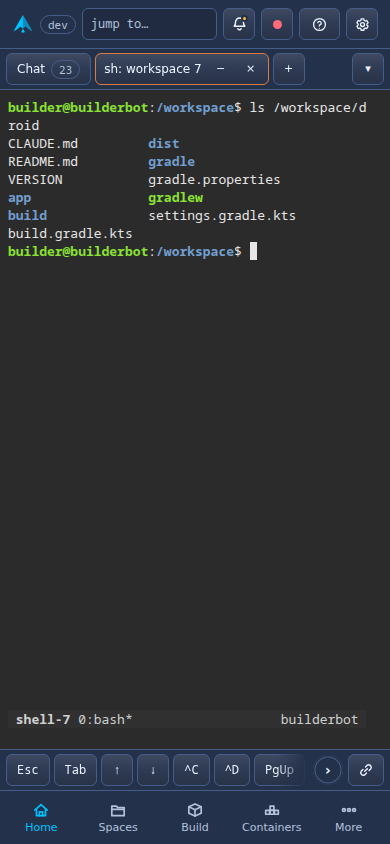 dev jump to…
Chat 23 sh: workspace 7 − × + ▾
builder@builderbot:/workspace$ ls /workspace/d
roid
CLAUDE.md dist
README.md gradle
VERSION gradle.properties
app gradlew
build settings.gradle.kts
build.gradle.kts
builder@builderbot:/workspace$
shell-7 0:bash* builderbot
Esc Tab ↑ ↓ ^C ^D PgUp ›
Home Spaces Build Containers More